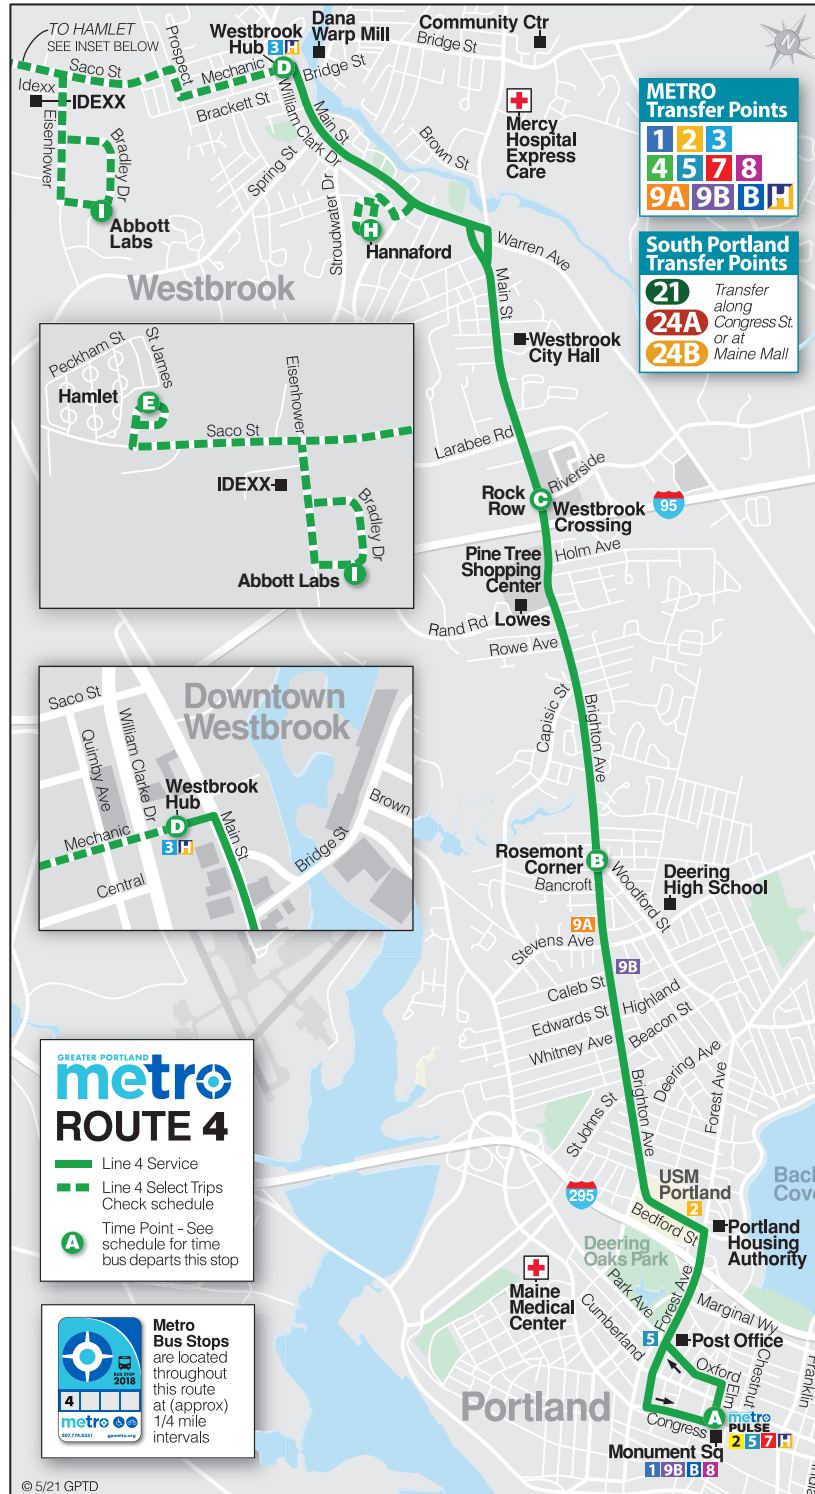 TO HAMLET
SEE INSET BELOW
Saco St
Prospect
Mechanic
Westbrook
Hub
3 H
D
Dana
Warp Mill
Bridge St
Community Ctr
Bridge St
N
Idexx
IDEXX
Eisenhower
Bradley Dr
I
Abbott
Labs
Brackett St
William Clark Dr
Main St
Spring St
Stroudwater Dr
Brown St
Mercy
Hospital
Express
Care
H
Hannaford
Warren Ave
Westbrook
Main St
Westbrook
City Hall
METRO
Transfer Points
1 2 3
4 5 7 8
9A 9B B H
South Portland
Transfer Points
21
24A
24B
Transfer
along
Congress St.
or at
Maine Mall
Peckham St
St James
Hamlet
E
Saco St
Eisenhower
IDEXX
Bradley Dr
Abbott Labs
I
Larabee Rd
Riverside
Rock
Row
C
Westbrook
Crossing
95
Pine Tree
Shopping
Center
Holm Ave
Lowes
Rand Rd
Rowe Ave
Capisic St
Brighton Ave
Downtown
Westbrook
Saco St
Quimby Ave
William Clarke Dr
Westbrook
Hub
D
3 H
Mechanic
Main St
Central
Bridge St
Brown
Rosemont
Corner
B
Bancroft
Woodford St
Deering
High School
9A
Stevens Ave
9B
Caleb St
Highland
Edwards St
Whitney Ave
Beacon St
Deering Ave
Forest Ave
Brighton Ave
St Johns St
GREATER PORTLAND
metro
ROUTE 4
Line 4 Service
Line 4 Select Trips
Check schedule
A
Time Point - See
schedule for time
bus departs this stop
295
USM
Portland
2
Bedford St
Back
Cove
Portland
Housing
Authority
Deering
Oaks Park
Park Ave
Forest Ave
Marginal Wy
Maine
Medical
Center
Cumberland
5
Post Office
Oxford
Chestnut
Elm
Franklin
Portland
Congress
A
metro
PULSE
2 5 7 H
Monument Sq
1 9B B 8
BUS STOP
2018
4
metro
207.774.0351 gpmetro.org
Metro
Bus Stops
are located
throughout
this route
at (approx)
1/4 mile
intervals
© 5/21 GPTD